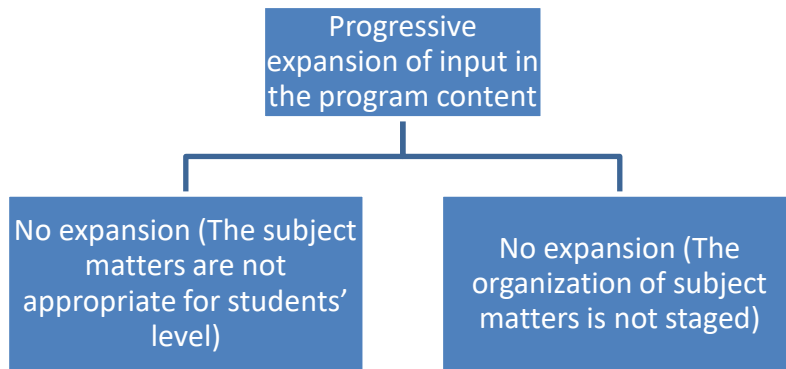 Progressive
expansion of input in
the program content
No expansion (The subject
matters are not
appropriate for students’
level)
No expansion (The
organization of subject
matters is not staged)